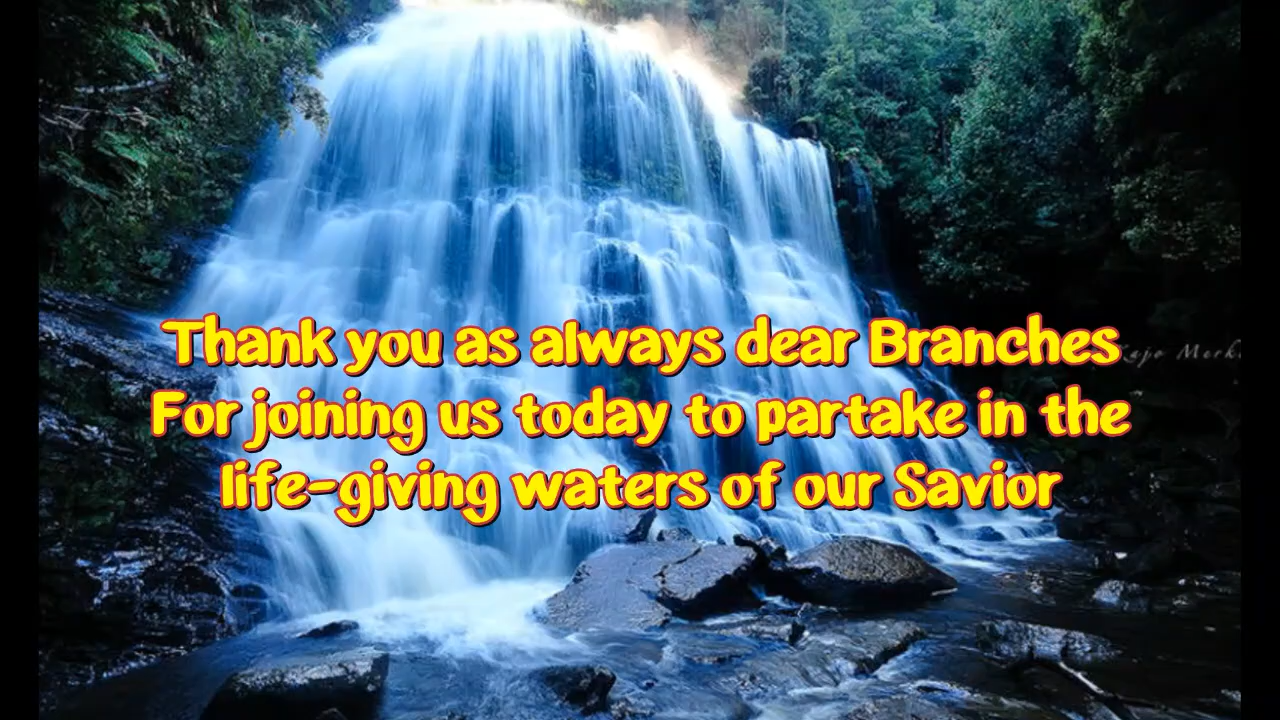 Thank you as always dear Branches
For joining us today to partake in the
life-giving waters of our Savior